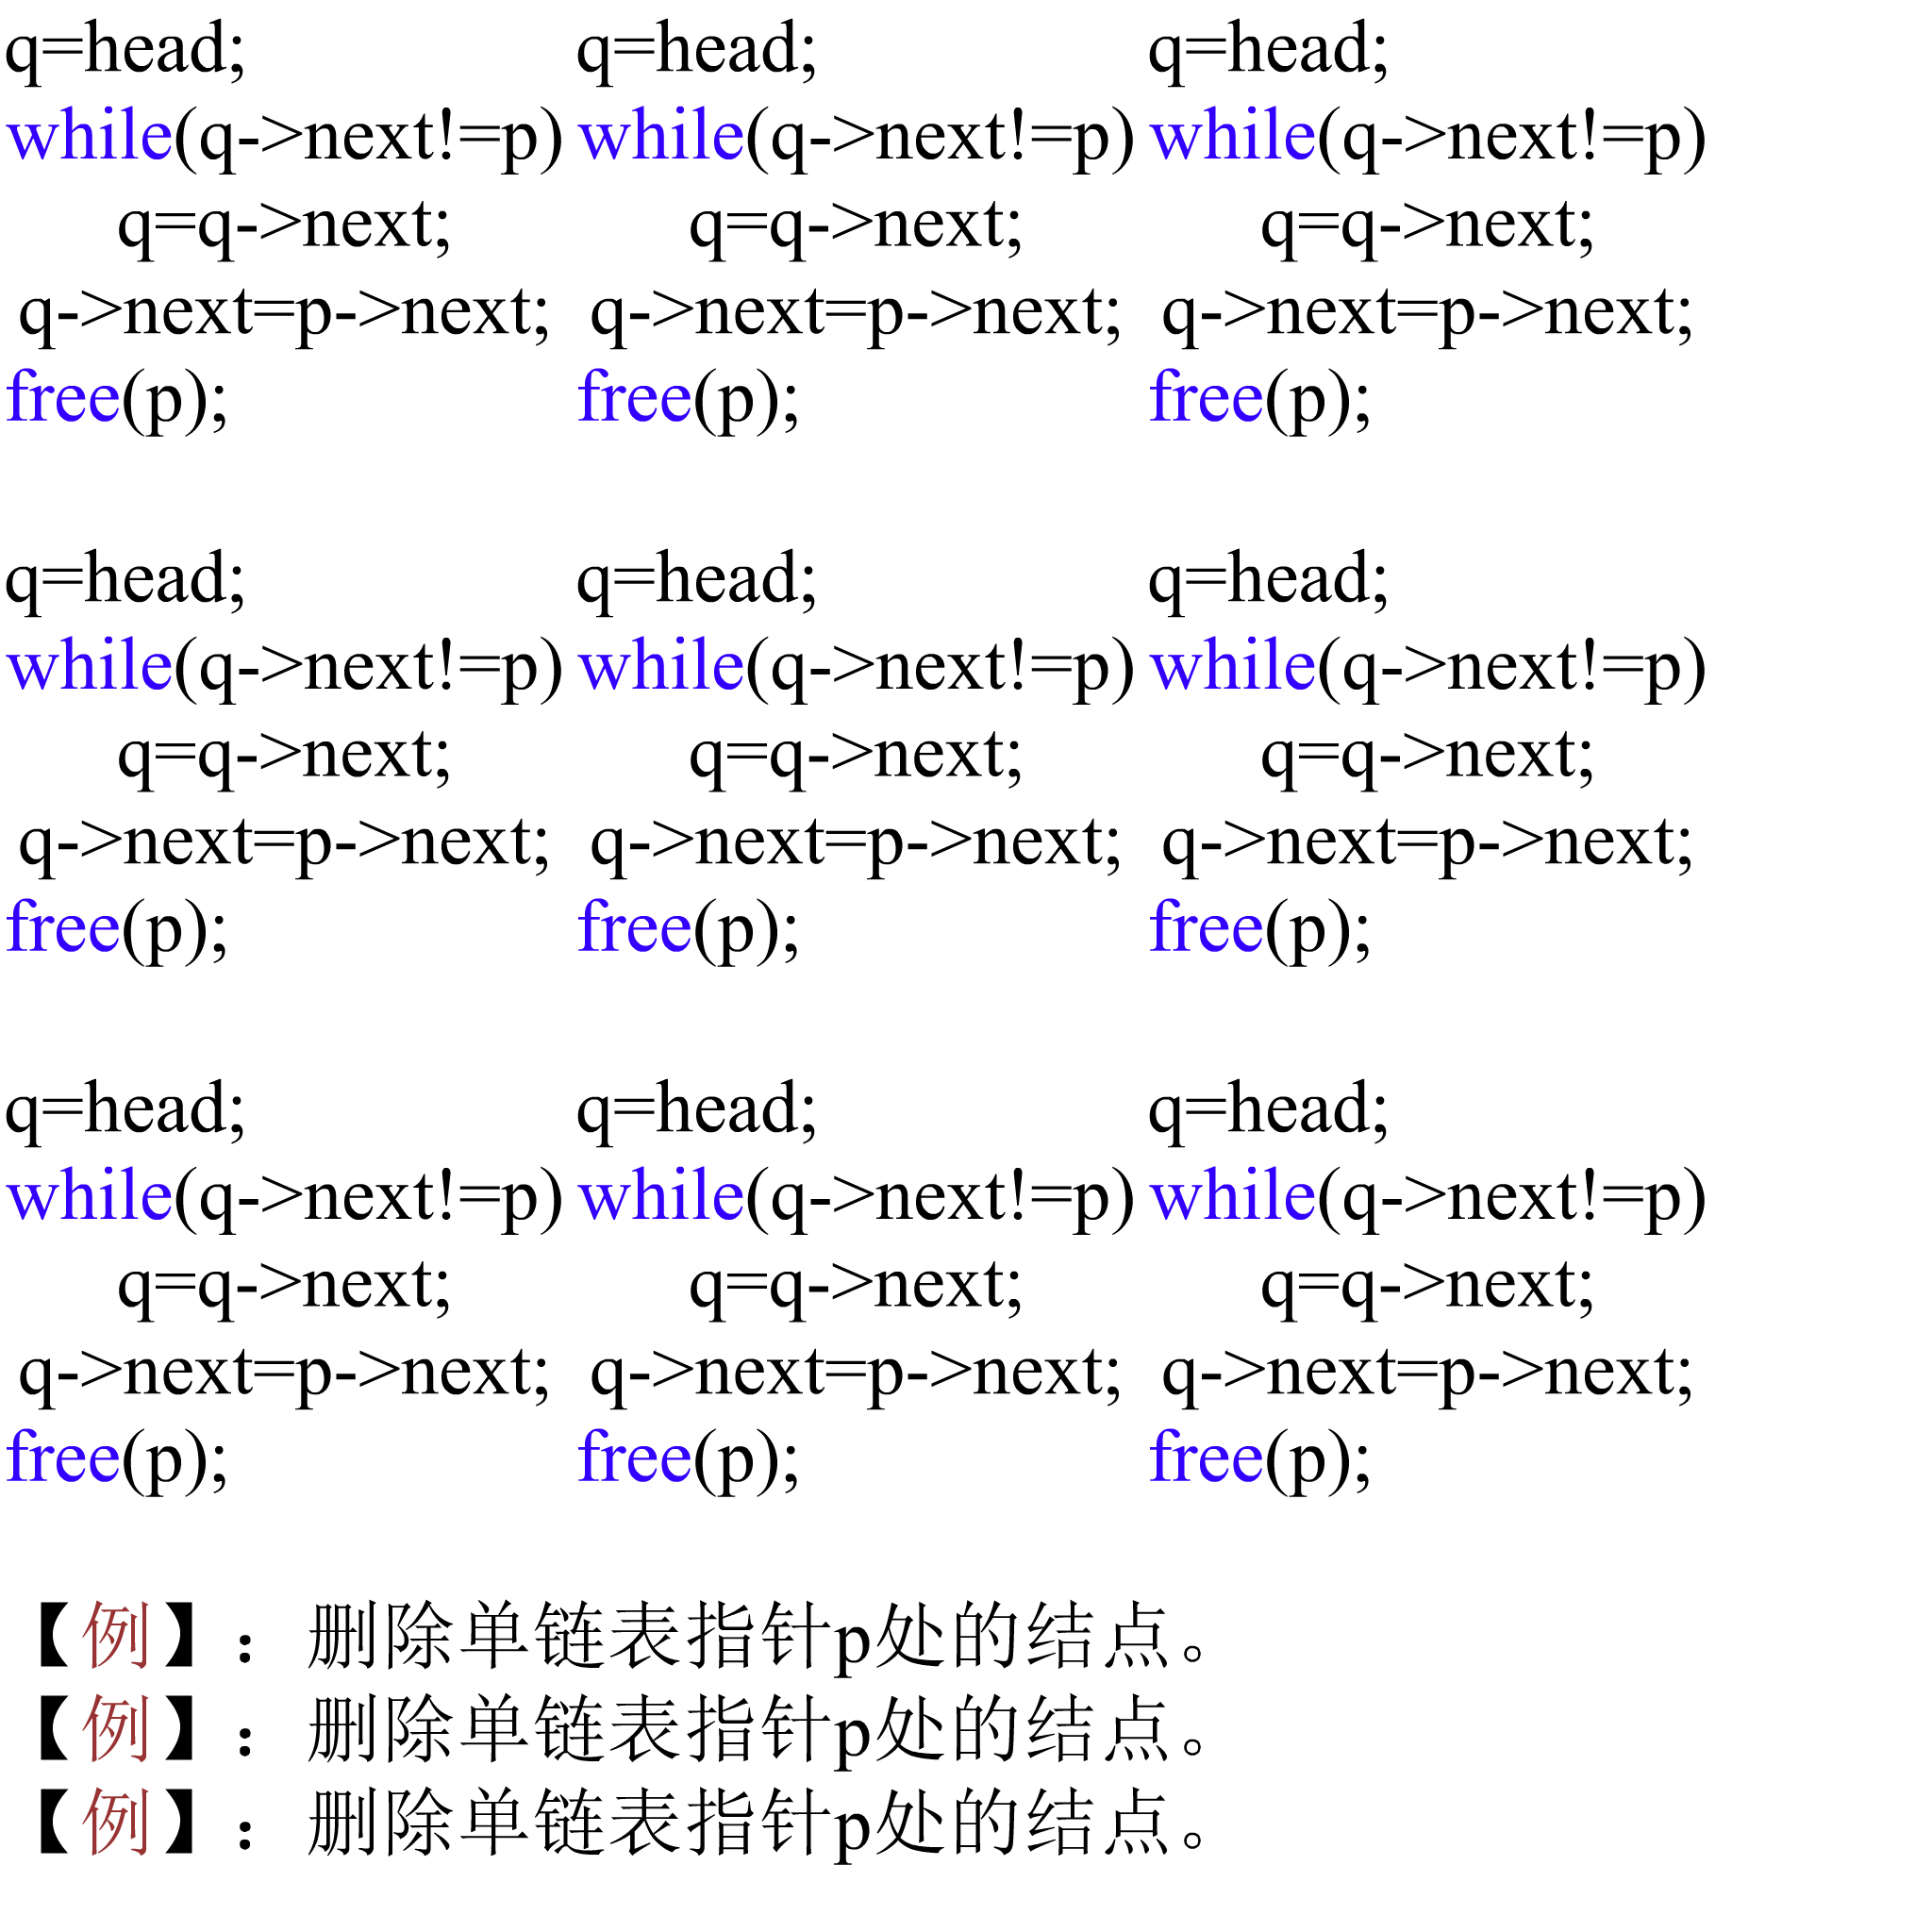 q=head; q=head; q=head;
while(q->next!=p) while(q->next!=p) while(q->next!=p)
q=q->next; q=q->next; q=q->next;
q->next=p->next; q->next=p->next; q->next=p->next;
free(p); free(p); free(p);
q=head; q=head; q=head;
while(q->next!=p) while(q->next!=p) while(q->next!=p)
q=q->next; q=q->next; q=q->next;
q->next=p->next; q->next=p->next; q->next=p->next;
free(p); free(p); free(p);
q=head; q=head; q=head;
while(q->next!=p) while(q->next!=p) while(q->next!=p)
q=q->next; q=q->next; q=q->next;
q->next=p->next; q->next=p->next; q->next=p->next;
free(p); free(p); free(p);
【例】：删除单链表指针p处的结点。
【例】：删除单链表指针p处的结点。
【例】：删除单链表指针p处的结点。